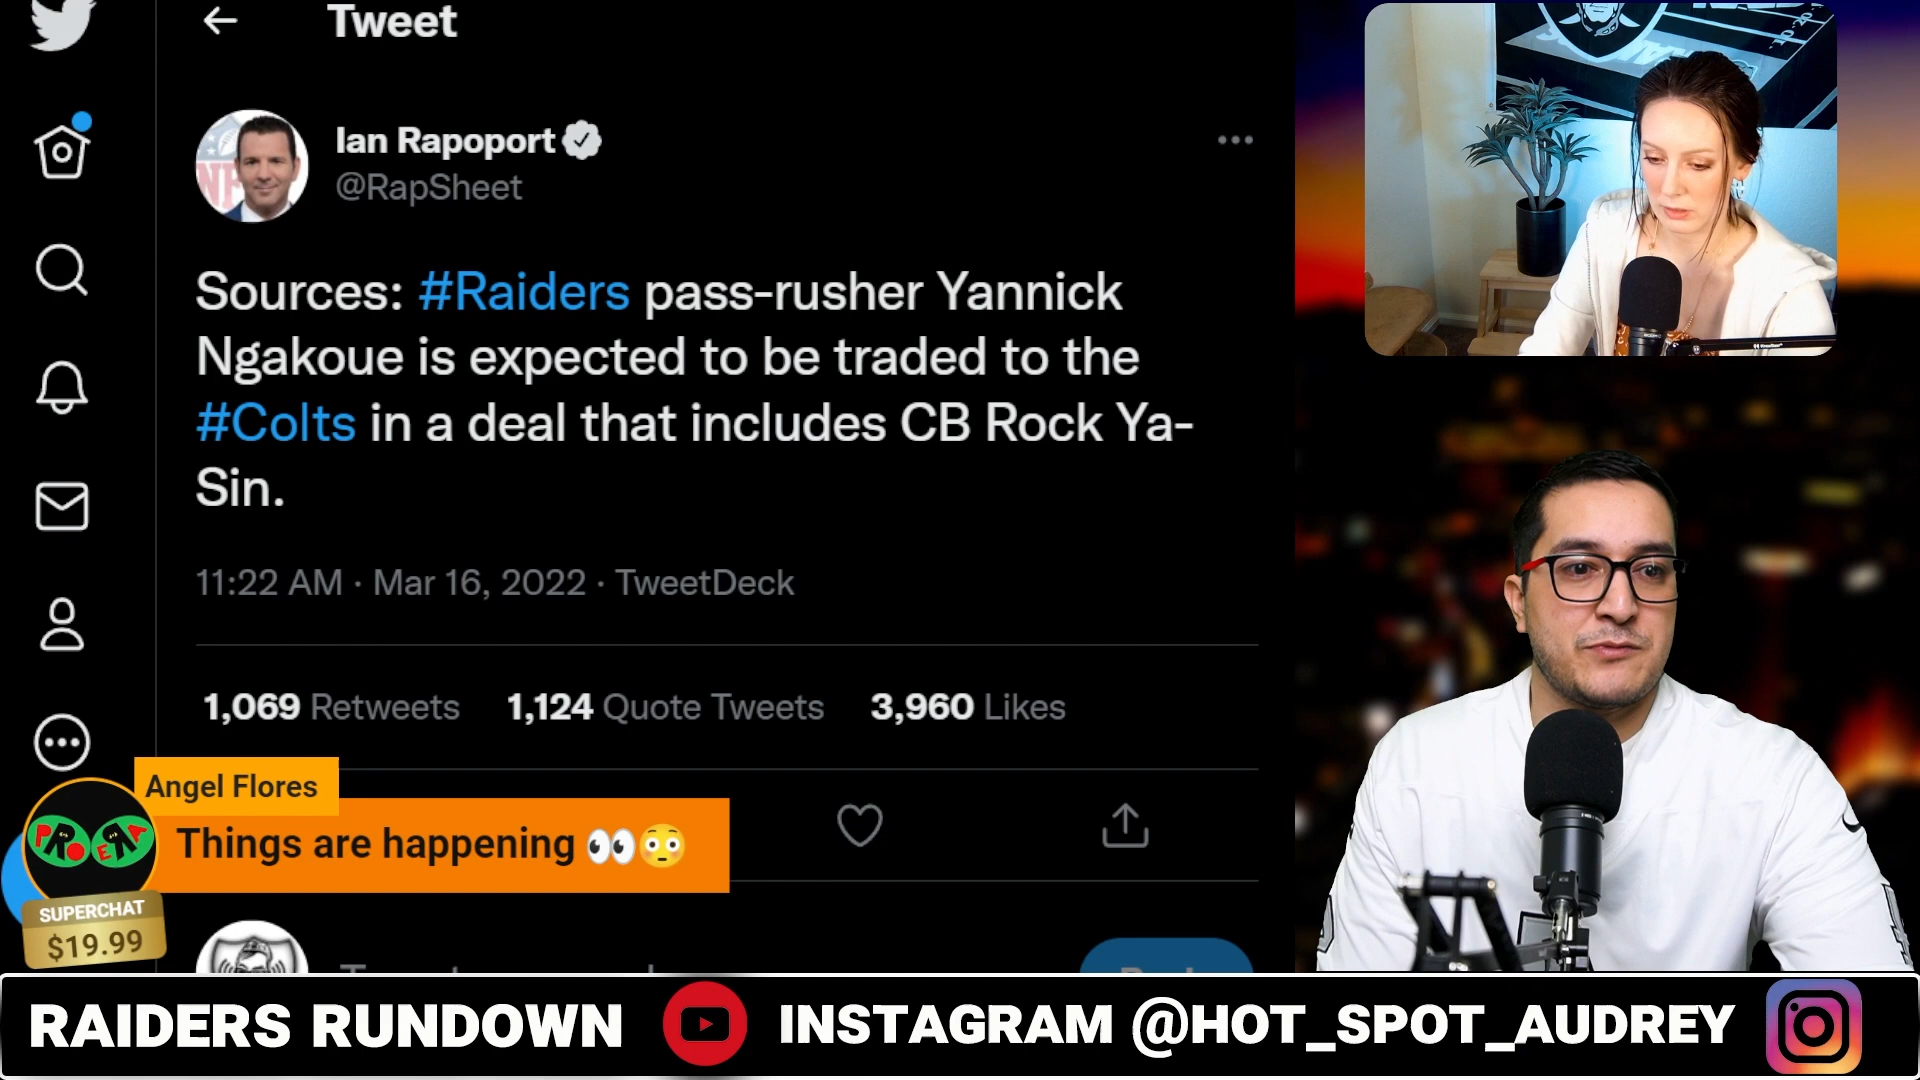 Tweet
Ian Rapoport
@RapSheet
Sources: #Raiders pass-rusher Yannick
Ngakoue is expected to be traded to the
#Colts in a deal that includes CB Rock Ya-
Sin.
11:22 AM · Mar 16, 2022 · TweetDeck
1,069 Retweets 1,124 Quote Tweets 3,960 Likes
Angel Flores
Things are happening 👀😳
SUPERCHAT
$19.99
RAIDERS RUNDOWN INSTAGRAM @HOT_SPOT_AUDREY